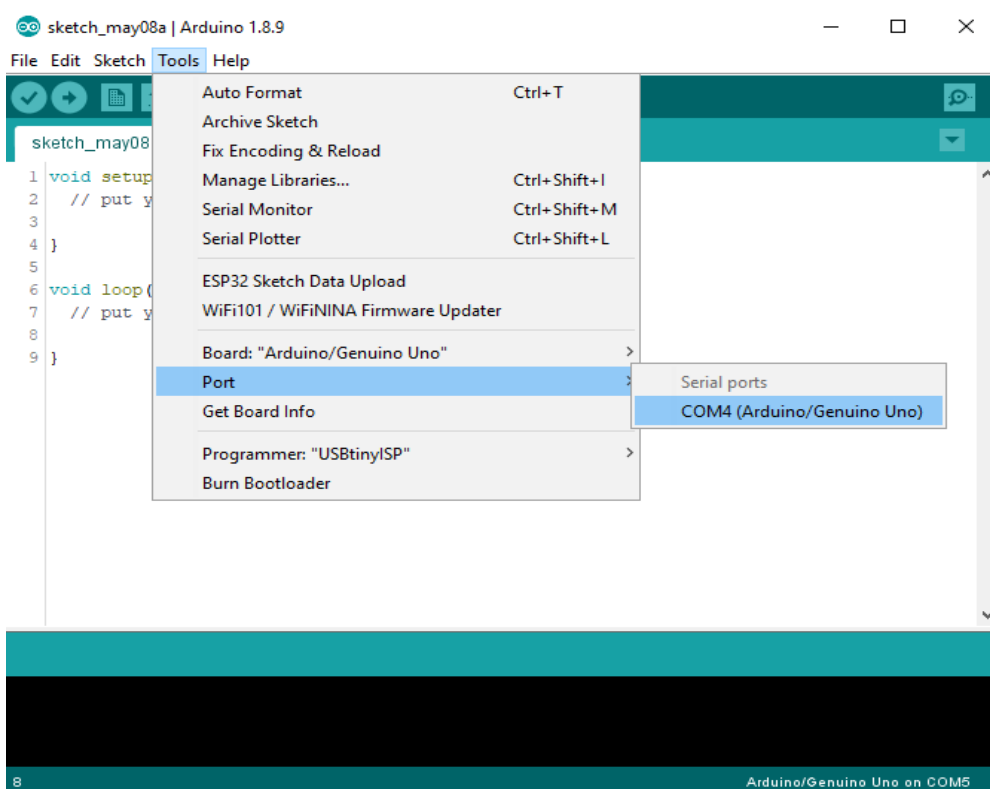 sketch_may08a | Arduino 1.8.9
File Edit Sketch Tools Help
sketch_may08
1 void setup
2 // put y
3
4 }
5
6 void loop(
7 // put y
8
9 }
Auto Format Ctrl+T
Archive Sketch
Fix Encoding & Reload
Manage Libraries... Ctrl+Shift+I
Serial Monitor Ctrl+Shift+M
Serial Plotter Ctrl+Shift+L
ESP32 Sketch Data Upload
WiFi101 / WiFiNINA Firmware Updater
Board: "Arduino/Genuino Uno"
Port
Get Board Info
Programmer: "USBtinyISP"
Burn Bootloader
Serial ports
COM4 (Arduino/Genuino Uno)
8 Arduino/Genuino Uno on COM5